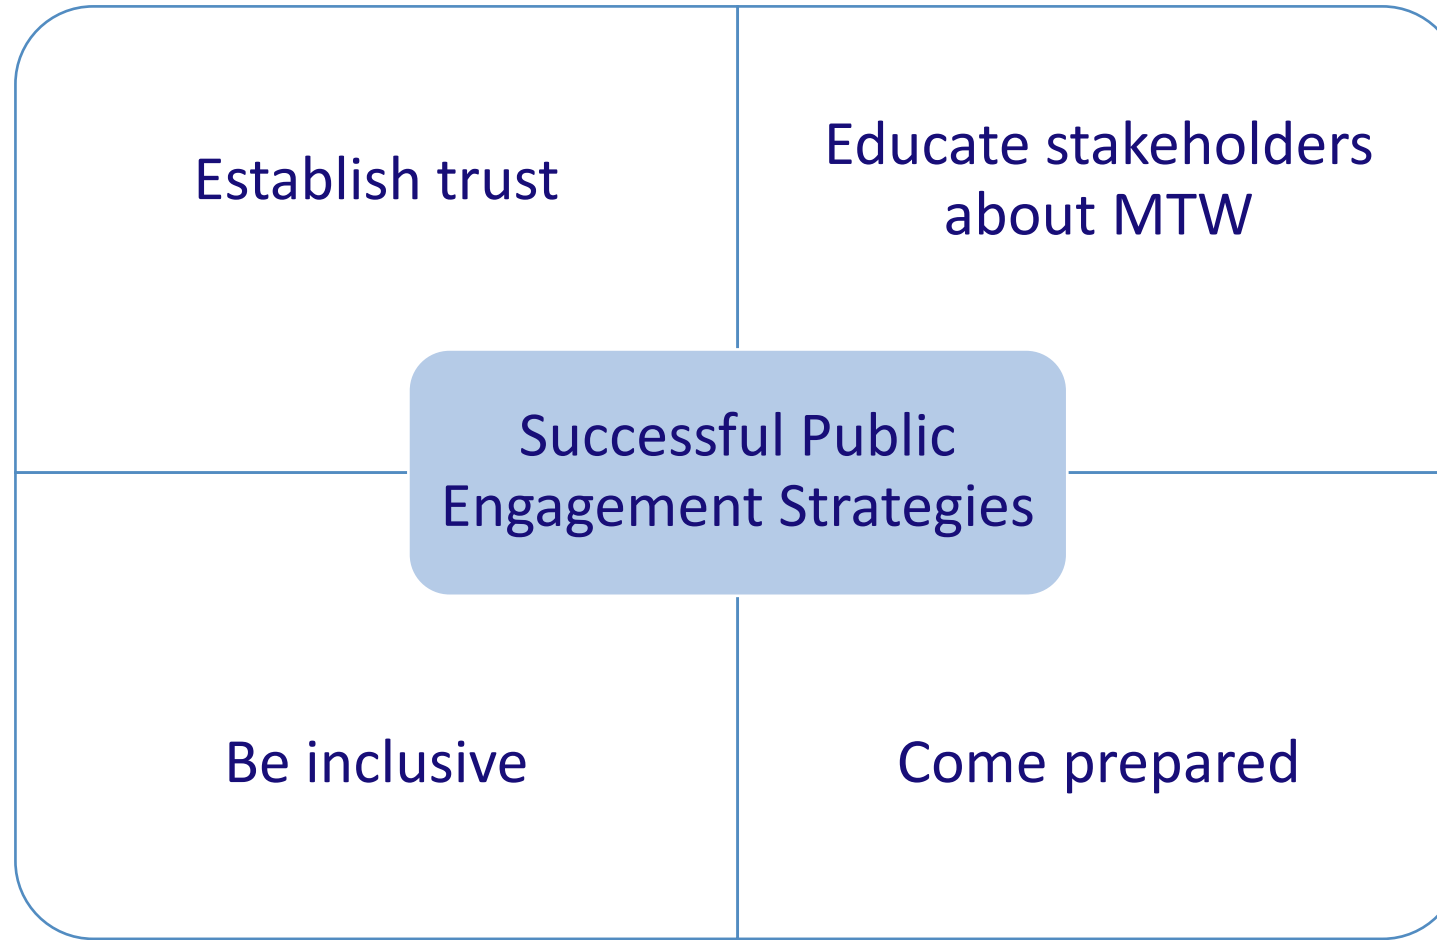 Establish trust
Educate stakeholders
about MTW
Successful Public
Engagement Strategies
Be inclusive
Come prepared